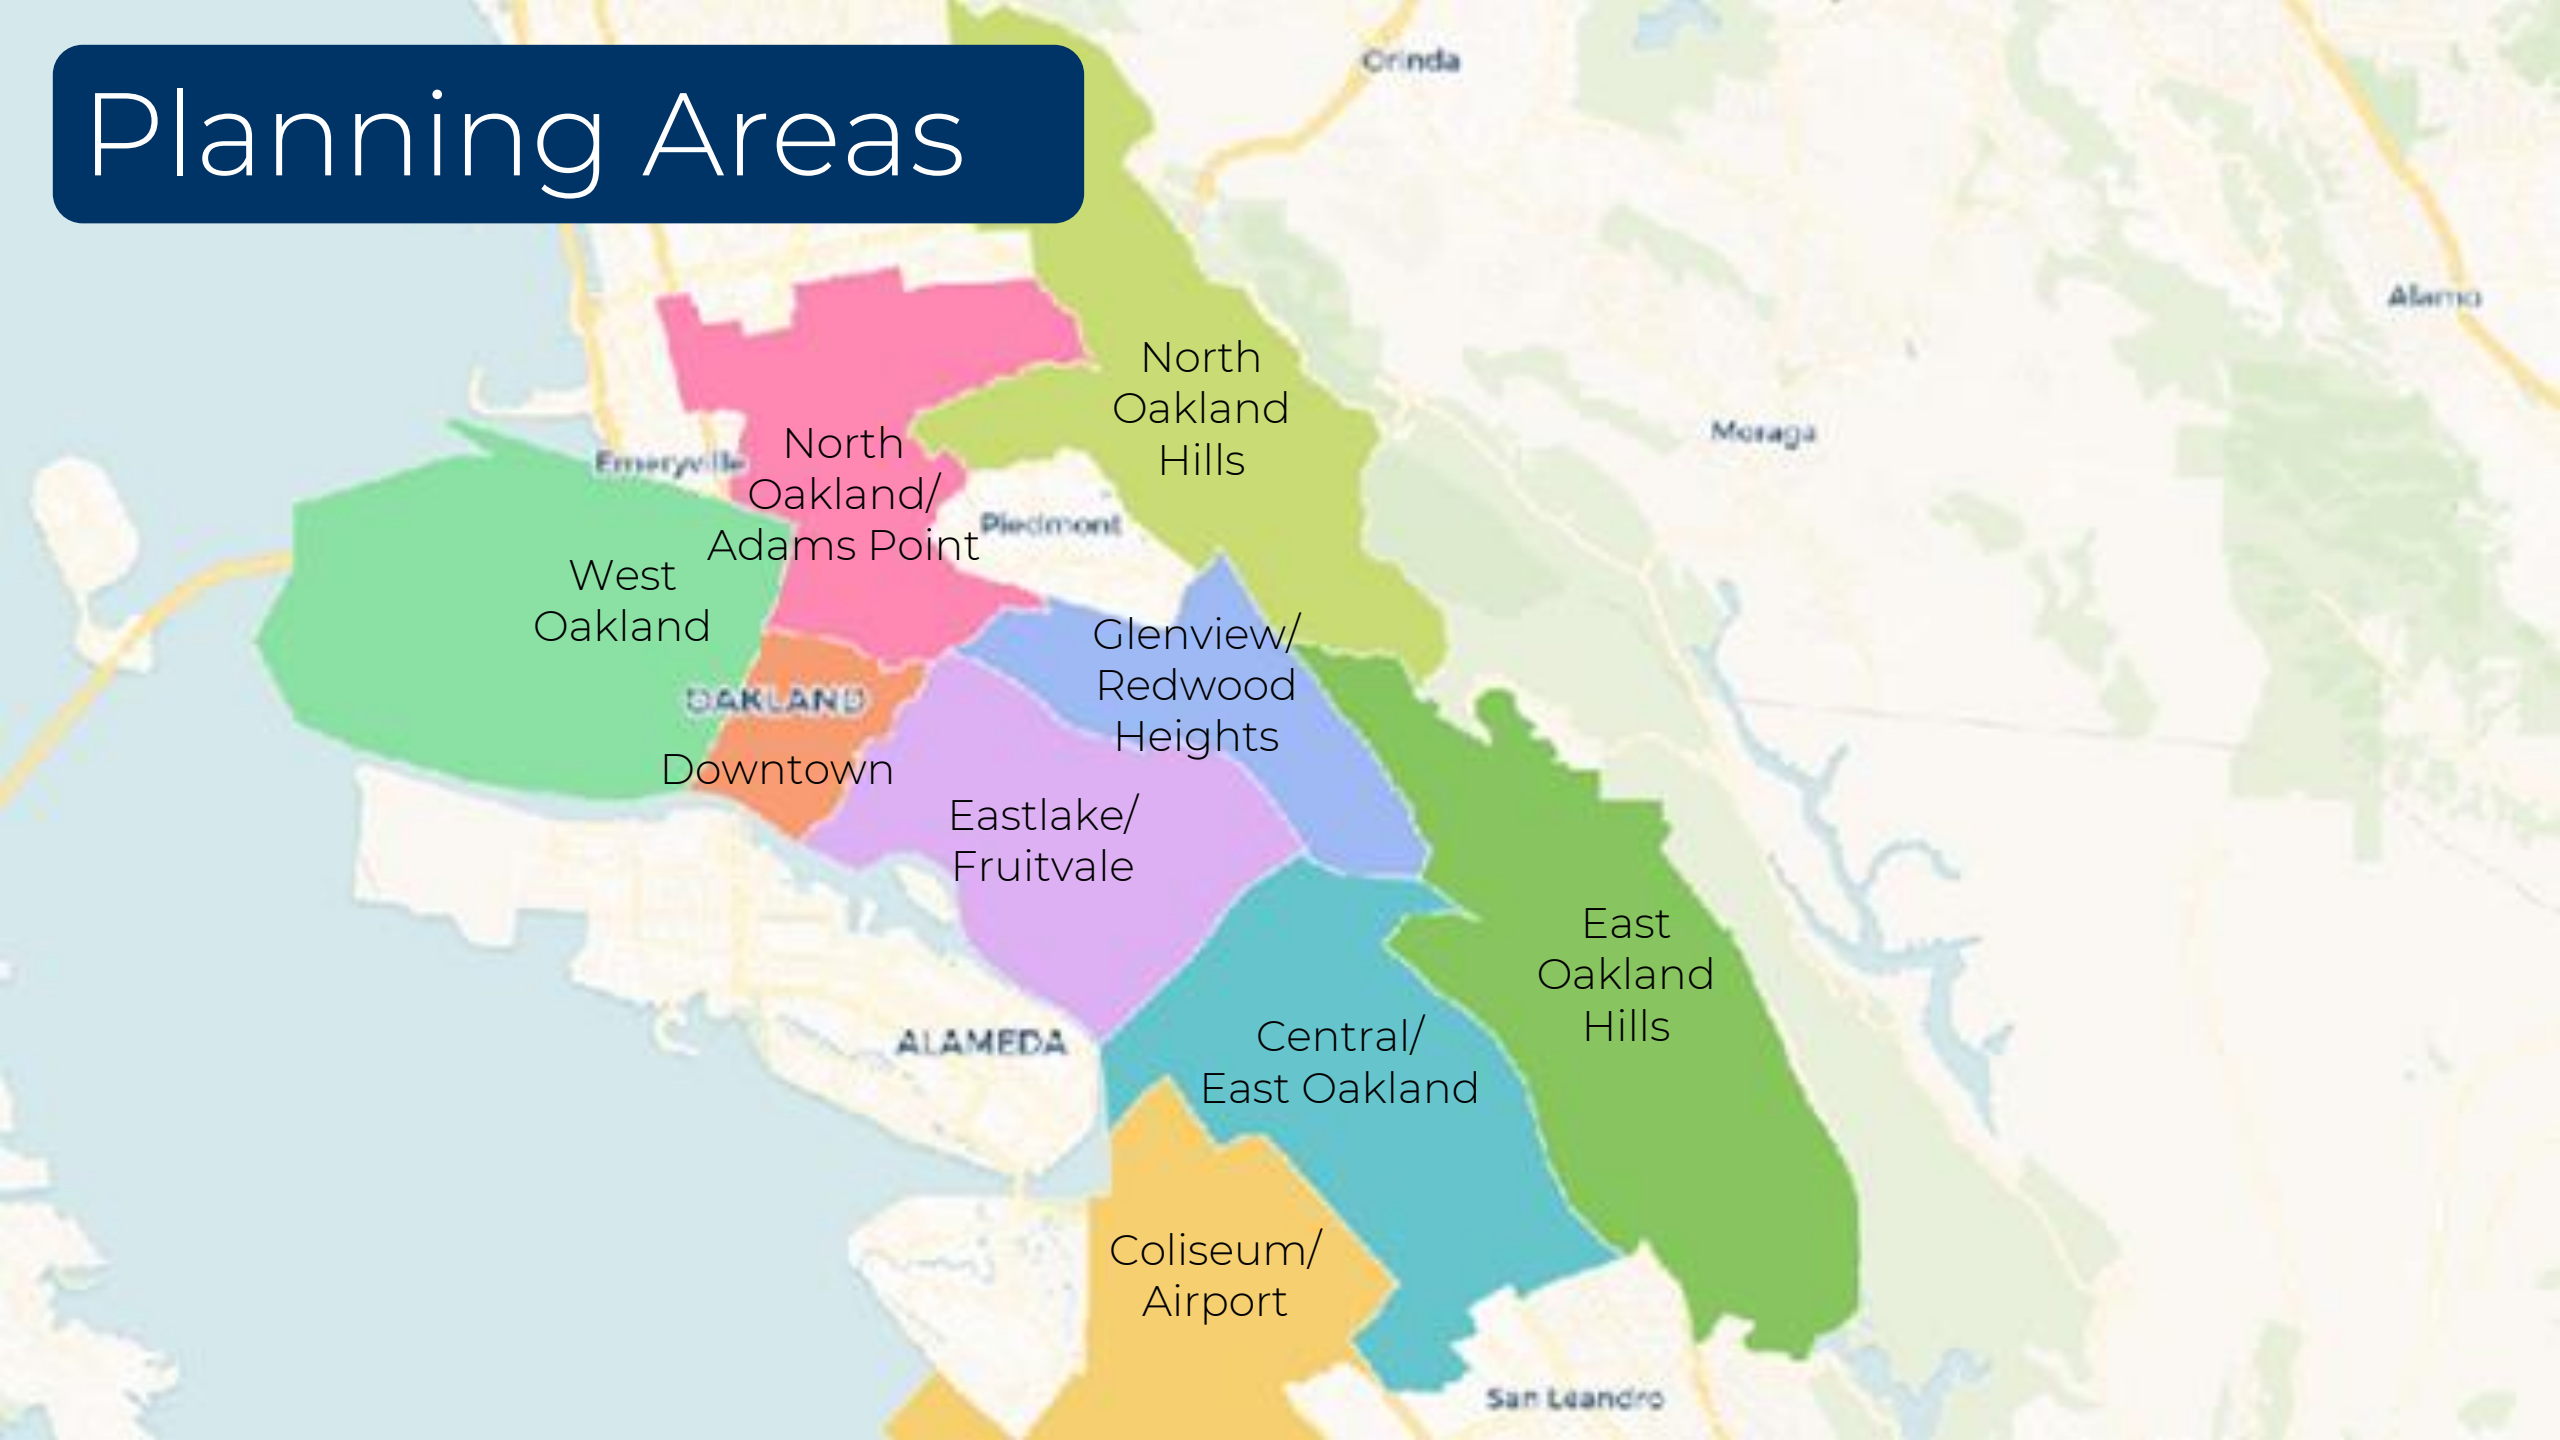 Planning Areas
Orinda
Alamo
North
Oakland
Hills
Moraga
North
Oakland/
Adams Point
Emeryville
Piedmont
West
Oakland
Glenview/
Redwood
Heights
OAKLAND
Downtown
Eastlake/
Fruitvale
East
Oakland
Hills
ALAMEDA
Central/
East Oakland
Coliseum/
Airport
San Leandro